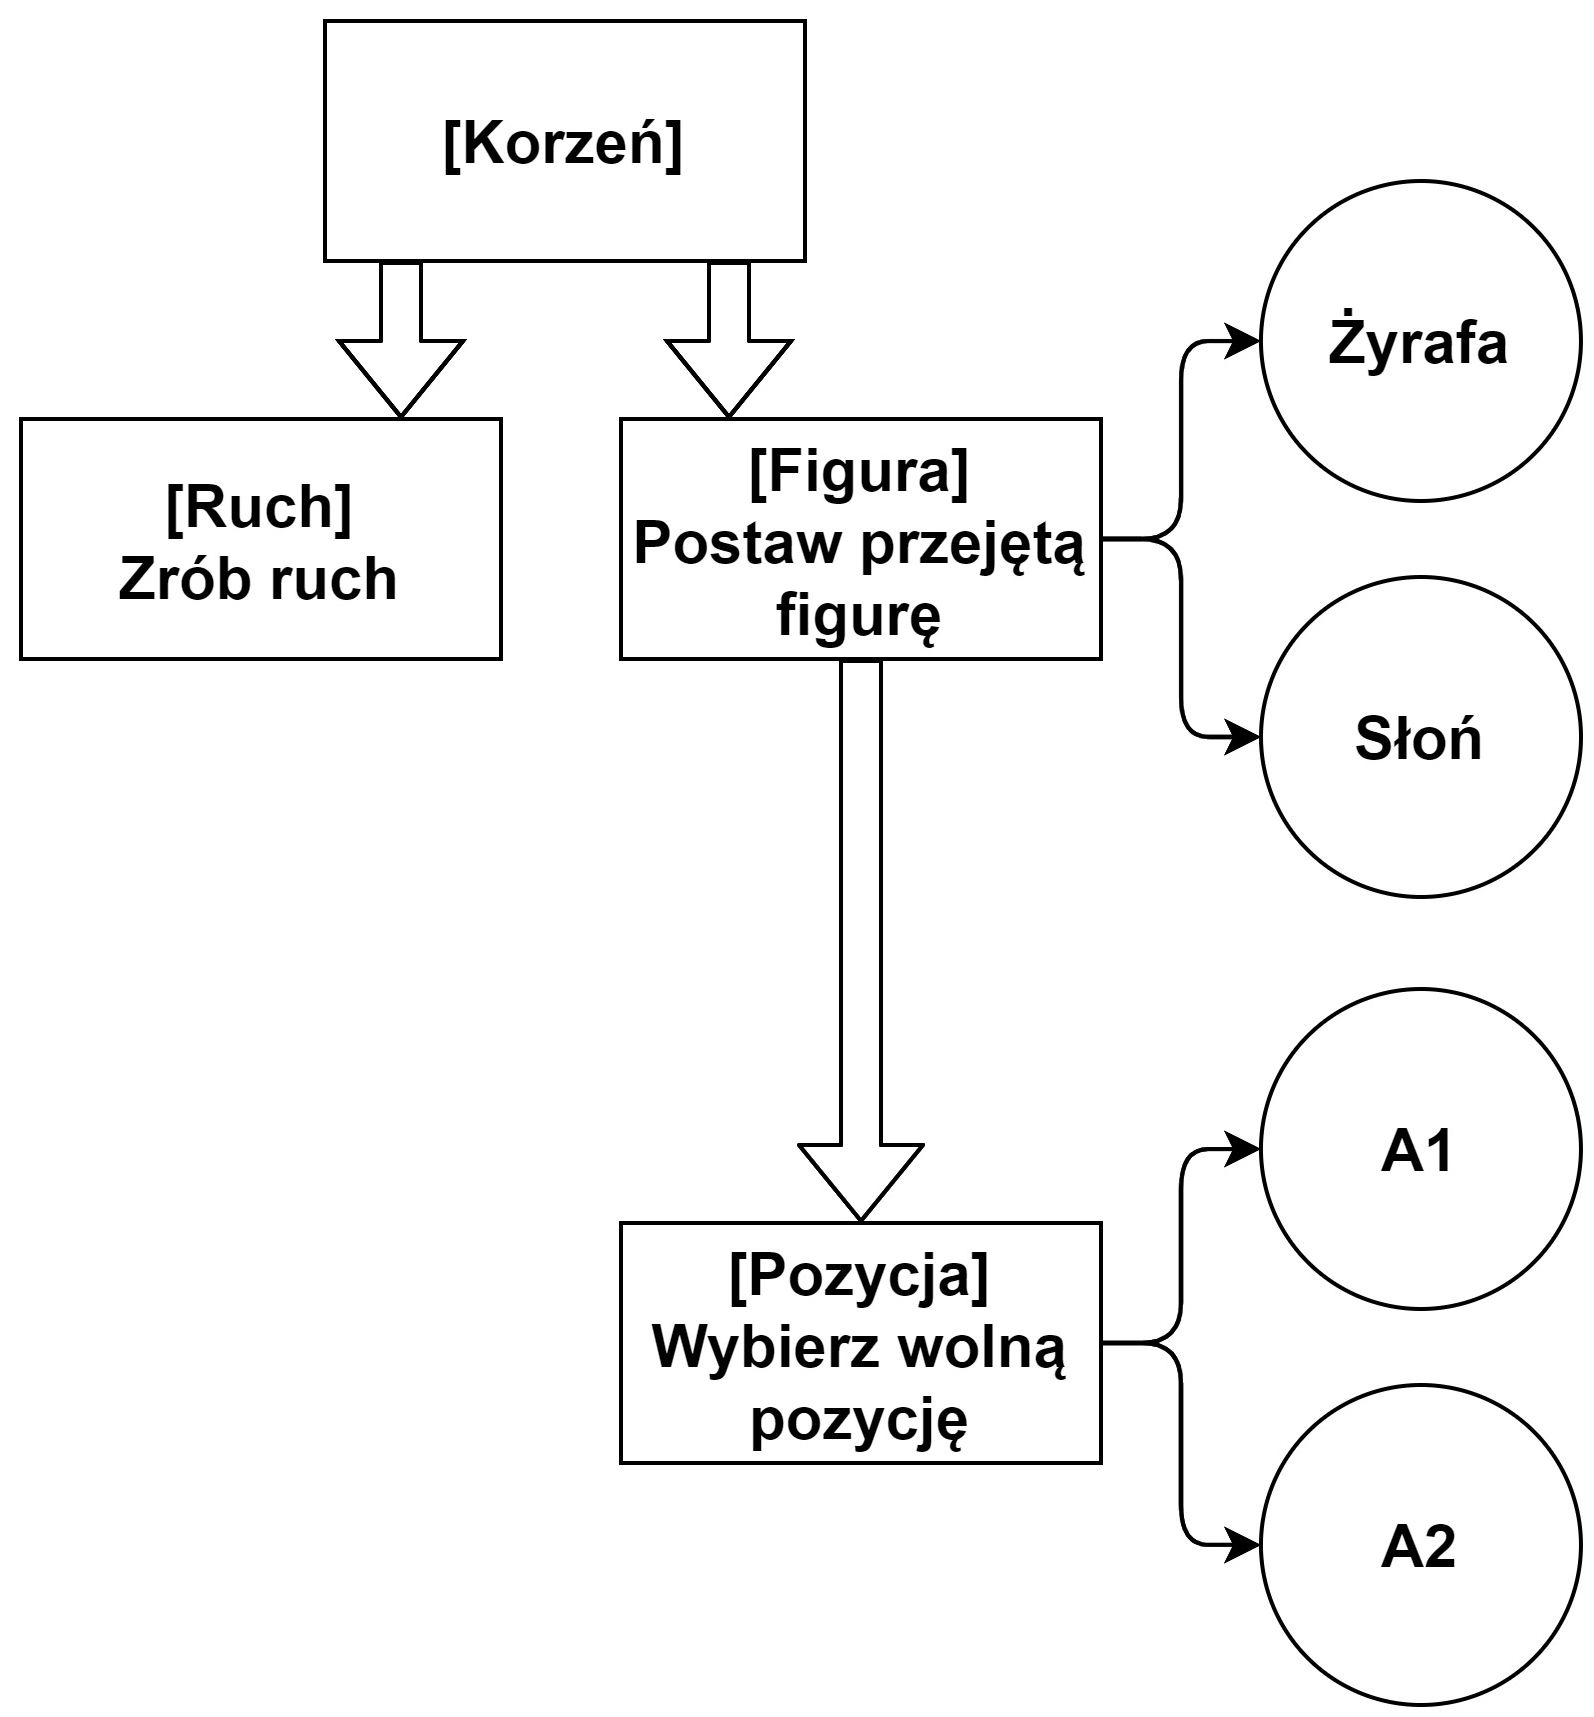 [Korzeń]
[Ruch]
Zrób ruch
[Figura]
Postaw przejętą
figurę
Żyrafa
Słoń
[Pozycja]
Wybierz wolną
pozycję
A1
A2